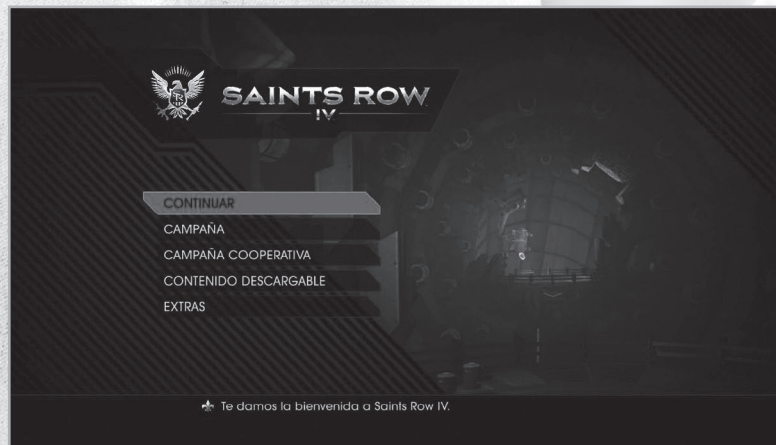 SAINTS ROW
IV
CONTINUAR
CAMPAÑA
CAMPAÑA COOPERATIVA
CONTENIDO DESCARGABLE
EXTRAS
Te damos la bienvenida a Saints Row IV.